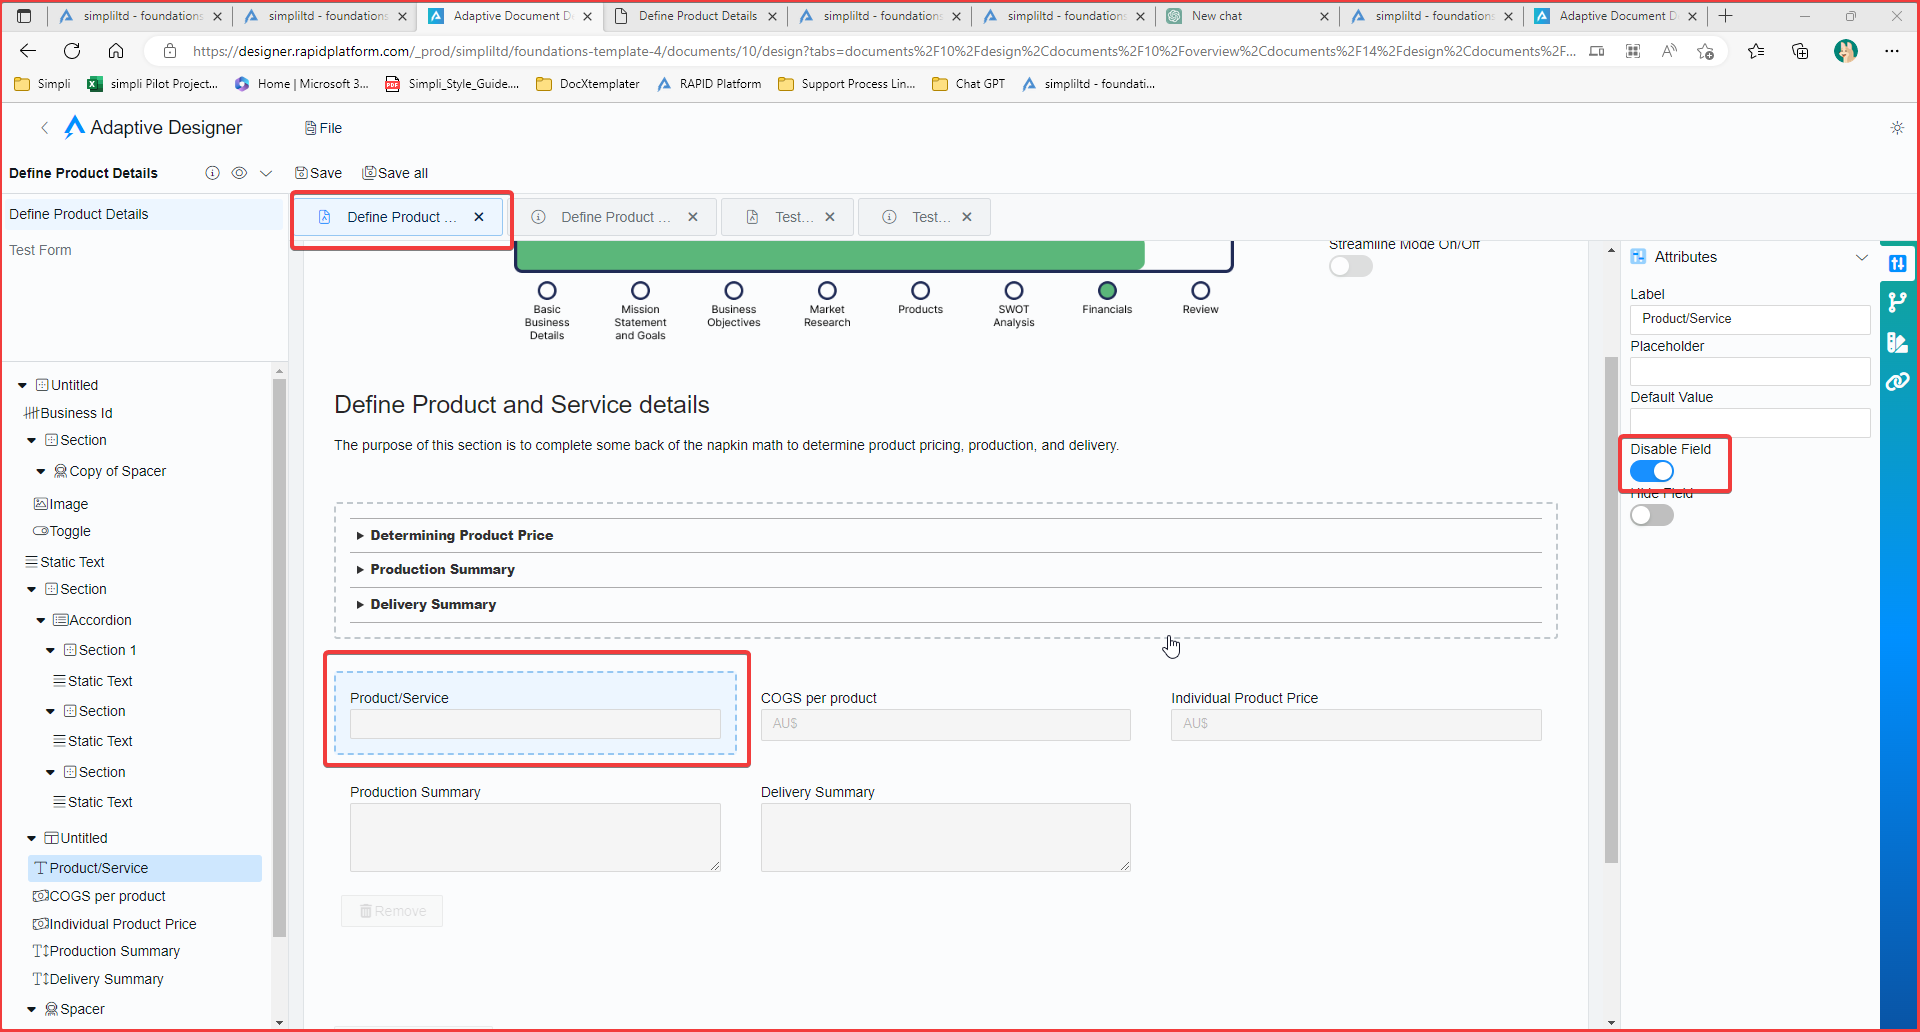 simpliltd - foundations
simpliltd - foundations
Adaptive Document D
Define Product Details
simpliltd - foundations
simpliltd - foundations
New chat
simpliltd - foundations
Adaptive Document D
https://designer.rapidplatform.com/_prod/simpliltd/foundations-template-4/documents/10/design?tabs=documents%2F10%2Fdesign%2Cdocuments%2F10%2Foverview%2Cdocuments%2F14%2Fdesign%2Cdocuments%2F...
Simpli
simpli Pilot Project...
Home | Microsoft 3...
Simpli_Style_Guide....
DocXtemplater
RAPID Platform
Support Process Lin...
Chat GPT
simpliltd - foundati...
Adaptive Designer
File
Define Product Details
Save
Save all
Define Product Details
Test Form
Define Product ...
Define Product ...
Test...
Test...
Streamline Mode On/Off
Basic Business Details
Mission Statement and Goals
Business Objectives
Market Research
Products
SWOT Analysis
Financials
Review
Define Product and Service details
The purpose of this section is to complete some back of the napkin math to determine product pricing, production, and delivery.
Determining Product Price
Production Summary
Delivery Summary
Product/Service
COGS per product
AU$
Individual Product Price
AU$
Production Summary
Delivery Summary
Remove
Untitled
Business Id
Section
Copy of Spacer
Image
Toggle
Static Text
Section
Accordion
Section 1
Static Text
Section
Static Text
Section
Static Text
Untitled
Product/Service
COGS per product
Individual Product Price
Production Summary
Delivery Summary
Spacer
Attributes
Label
Product/Service
Placeholder
Default Value
Disable Field
Hide Field